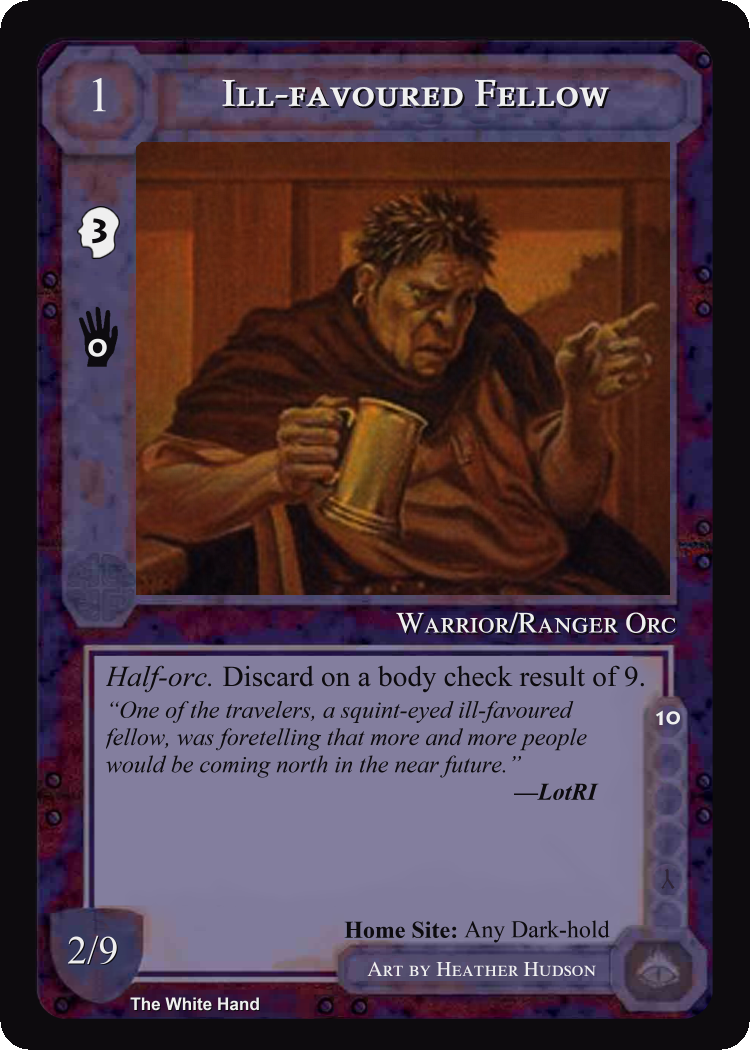 1
Ill-favoured Fellow
3
0
Warrior/Ranger Orc
Half-orc. Discard on a body check result of 9.
“One of the travelers, a squint-eyed ill-favoured
fellow, was foretelling that more and more people
would be coming north in the near future.”
—LotRI
10
Home Site: Any Dark-hold
2/9
Art by Heather Hudson
The White Hand